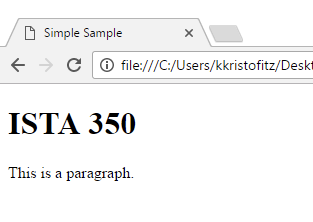 Simple Sample
file:///C:/Users/kkristofitz/Deskt
ISTA 350
This is a paragraph.